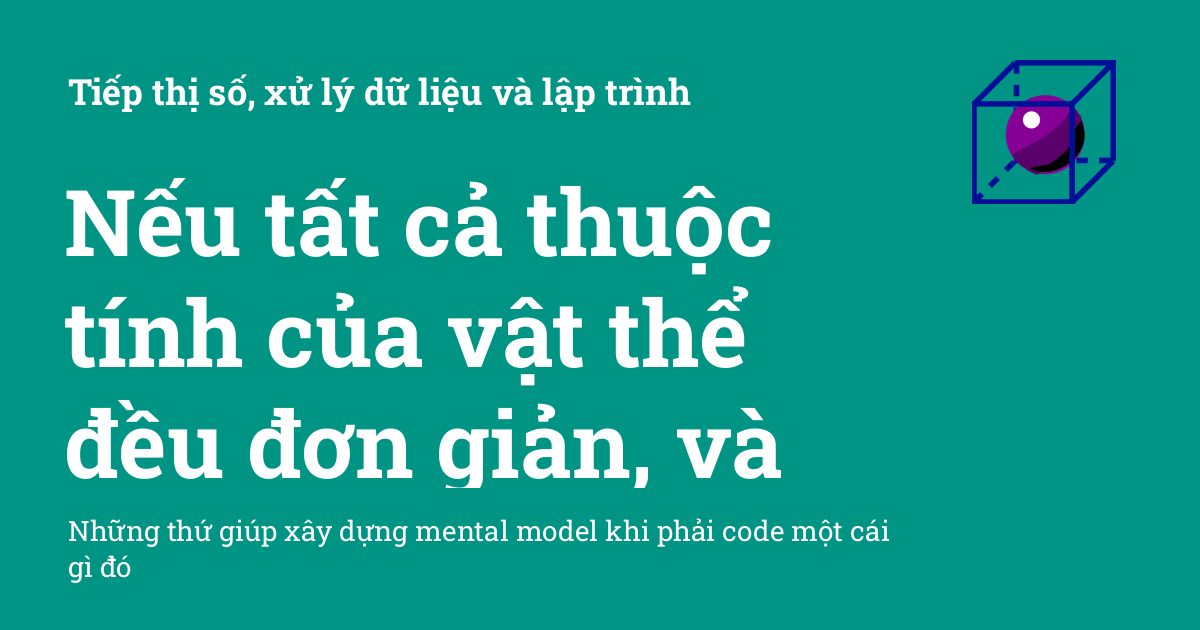 Tiếp thị số, xử lý dữ liệu và lập trình
Nếu tất cả thuộc
tính của vật thể
đều đơn giản, và
Những thứ giúp xây dựng mental model khi phải code một cái
gì đó